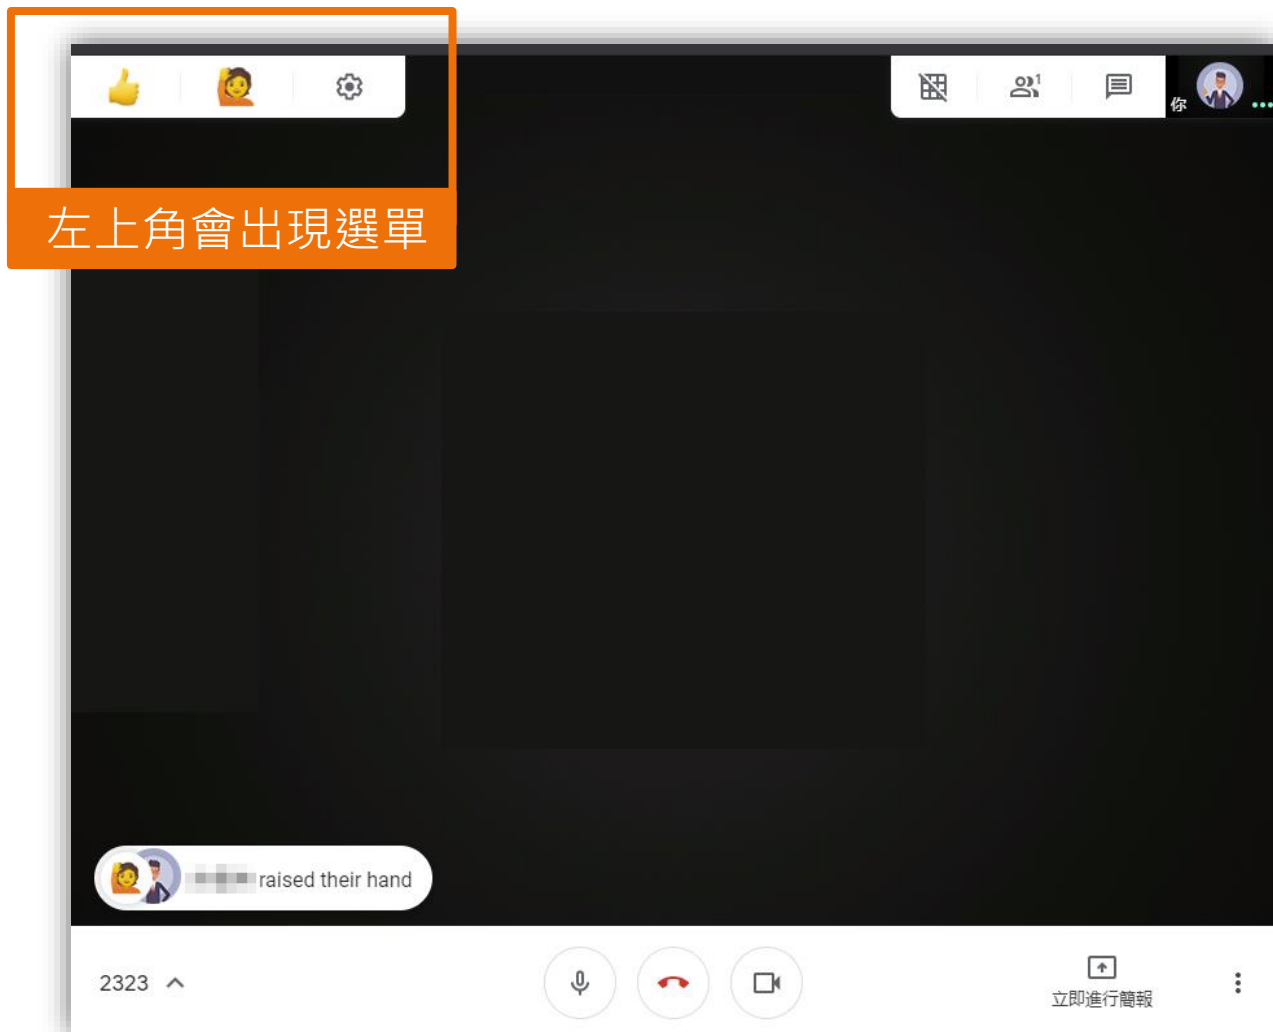 1
你
左上角會出現選單
raised their hand
2323
立即進行簡報